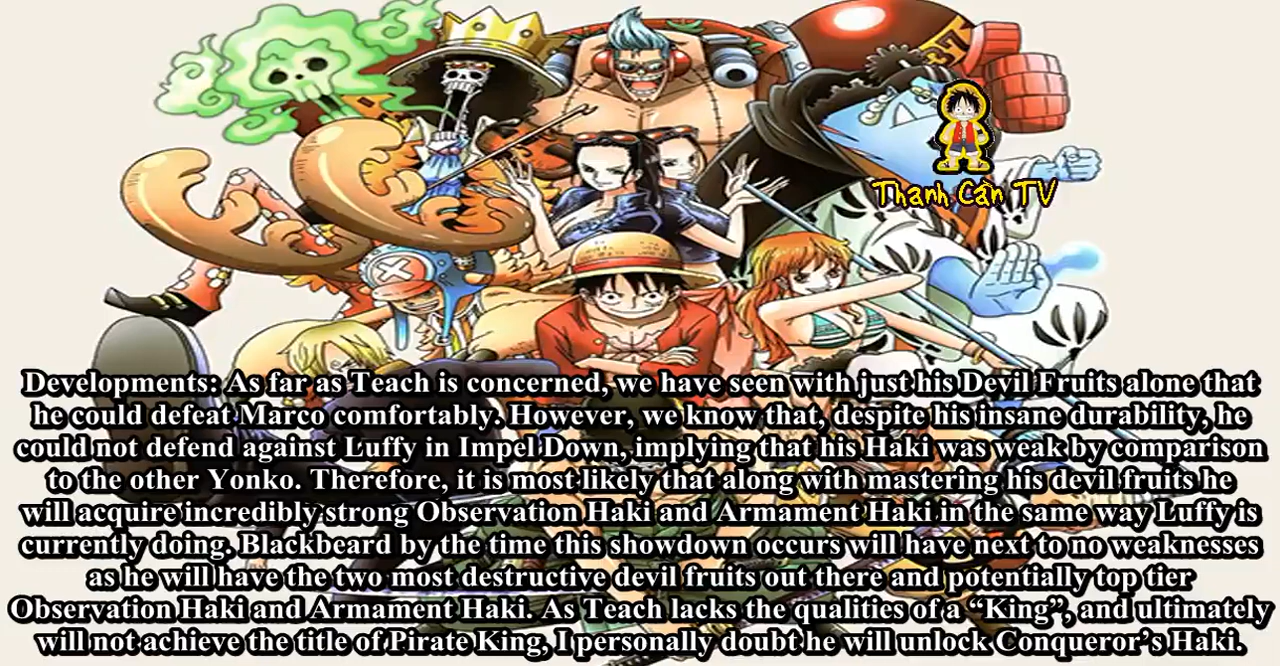 37
Thanh Cần TV
Developments: As far as Teach is concerned, we have seen with just his Devil Fruits alone that
he could defeat Marco comfortably. However, we know that, despite his insane durability, he
could not defend against Luffy in Impel Down, implying that his Haki was weak by comparison
to the other Yonko. Therefore, it is most likely that along with mastering his devil fruits he
will acquire incredibly strong Observation Haki and Armament Haki in the same way Luffy is
currently doing. Blackbeard by the time this showdown occurs will have next to no weaknesses
as he will have the two most destructive devil fruits out there and potentially top tier
Observation Haki and Armament Haki. As Teach lacks the qualities of a “King”, and ultimately
will not achieve the title of Pirate King, I personally doubt he will unlock Conqueror’s Haki.